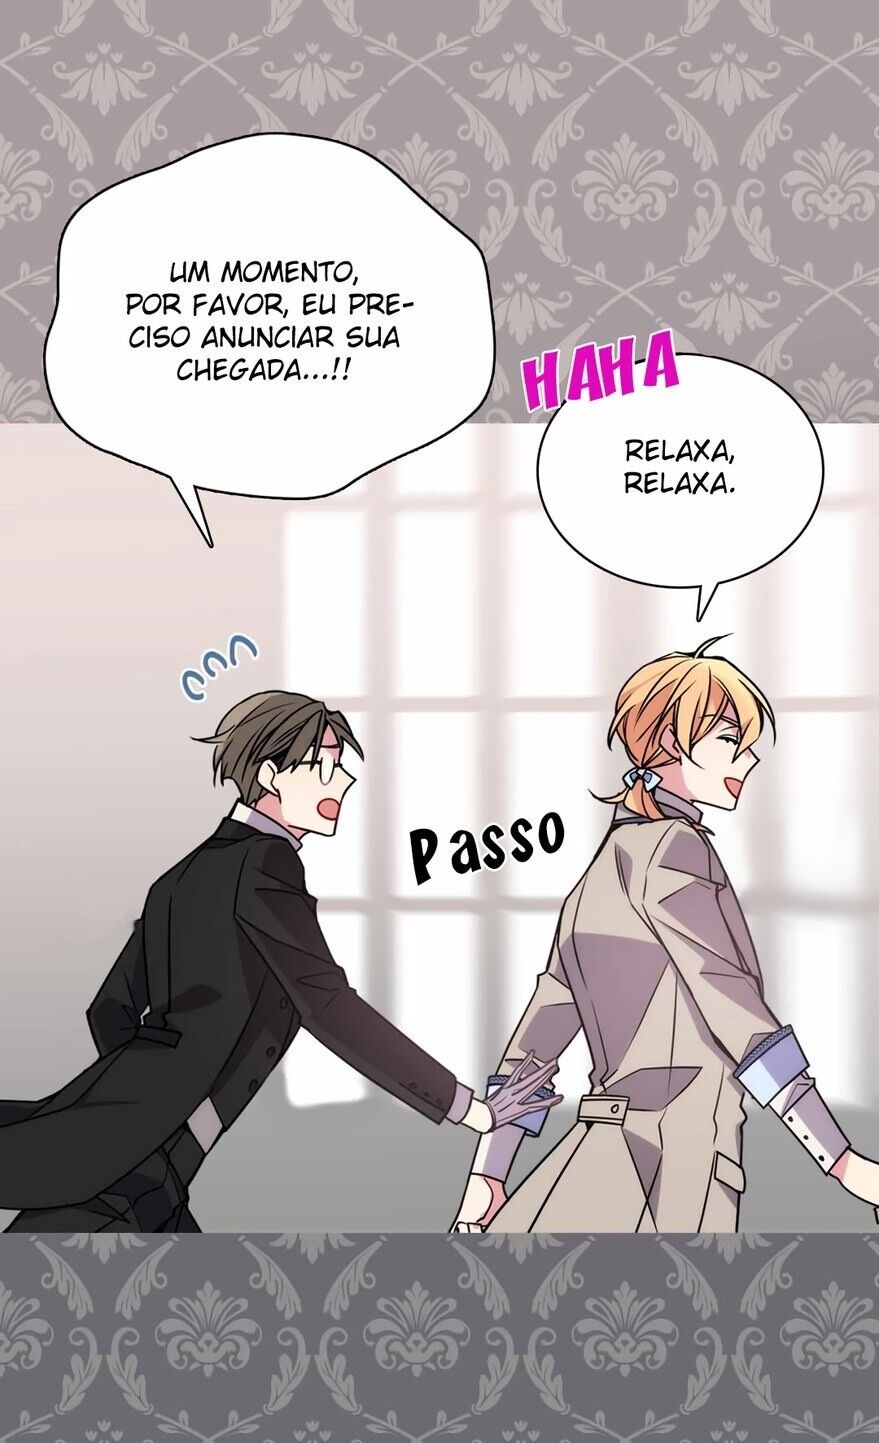 UM MOMENTO,
POR FAVOR, EU PRE-
CISO ANUNCIAR SUA
CHEGADA...!!
HAHA
RELAXA,
RELAXA.
Passo